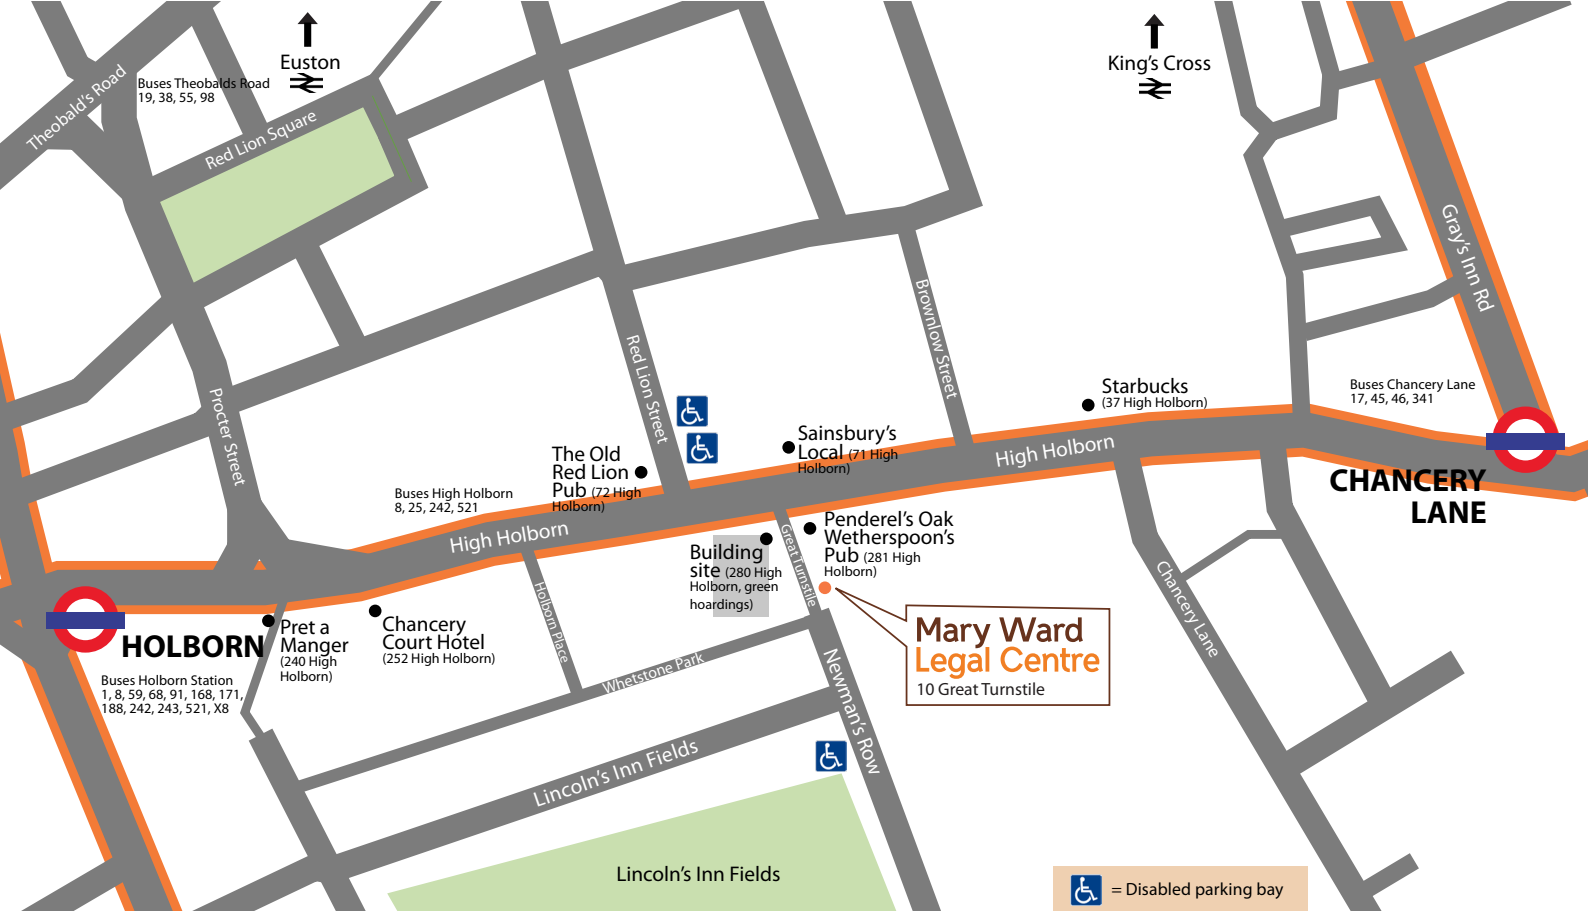 Euston
King's Cross
Theobald's Road
Buses Theobalds Road
19, 38, 55, 98
Red Lion Square
Gray's Inn Rd
Brownlow Street
Red Lion Street
Procter Street
Starbucks
(37 High Holborn)
Buses Chancery Lane
17, 45, 46, 341
Sainsbury's
Local (71 High
Holborn)
The Old
Red Lion
Pub (72 High
Holborn)
High Holborn
CHANCERY
LANE
Buses High Holborn
8, 25, 242, 521
High Holborn
Penderel's Oak
Wetherspoon's
Pub (281 High
Holborn)
Great Turnstile
Building
site (280 High
Holborn, green
hoardings)
Holborn Place
Chancery Lane
HOLBORN
Pret a
Manger
(240 High
Holborn)
Chancery
Court Hotel
(252 High Holborn)
Mary Ward
Legal Centre
10 Great Turnstile
Buses Holborn Station
1, 8, 59, 68, 91, 168, 171,
188, 242, 243, 521, X8
Whetstone Park
Newman's Row
Lincoln's Inn Fields
Lincoln's Inn Fields
= Disabled parking bay